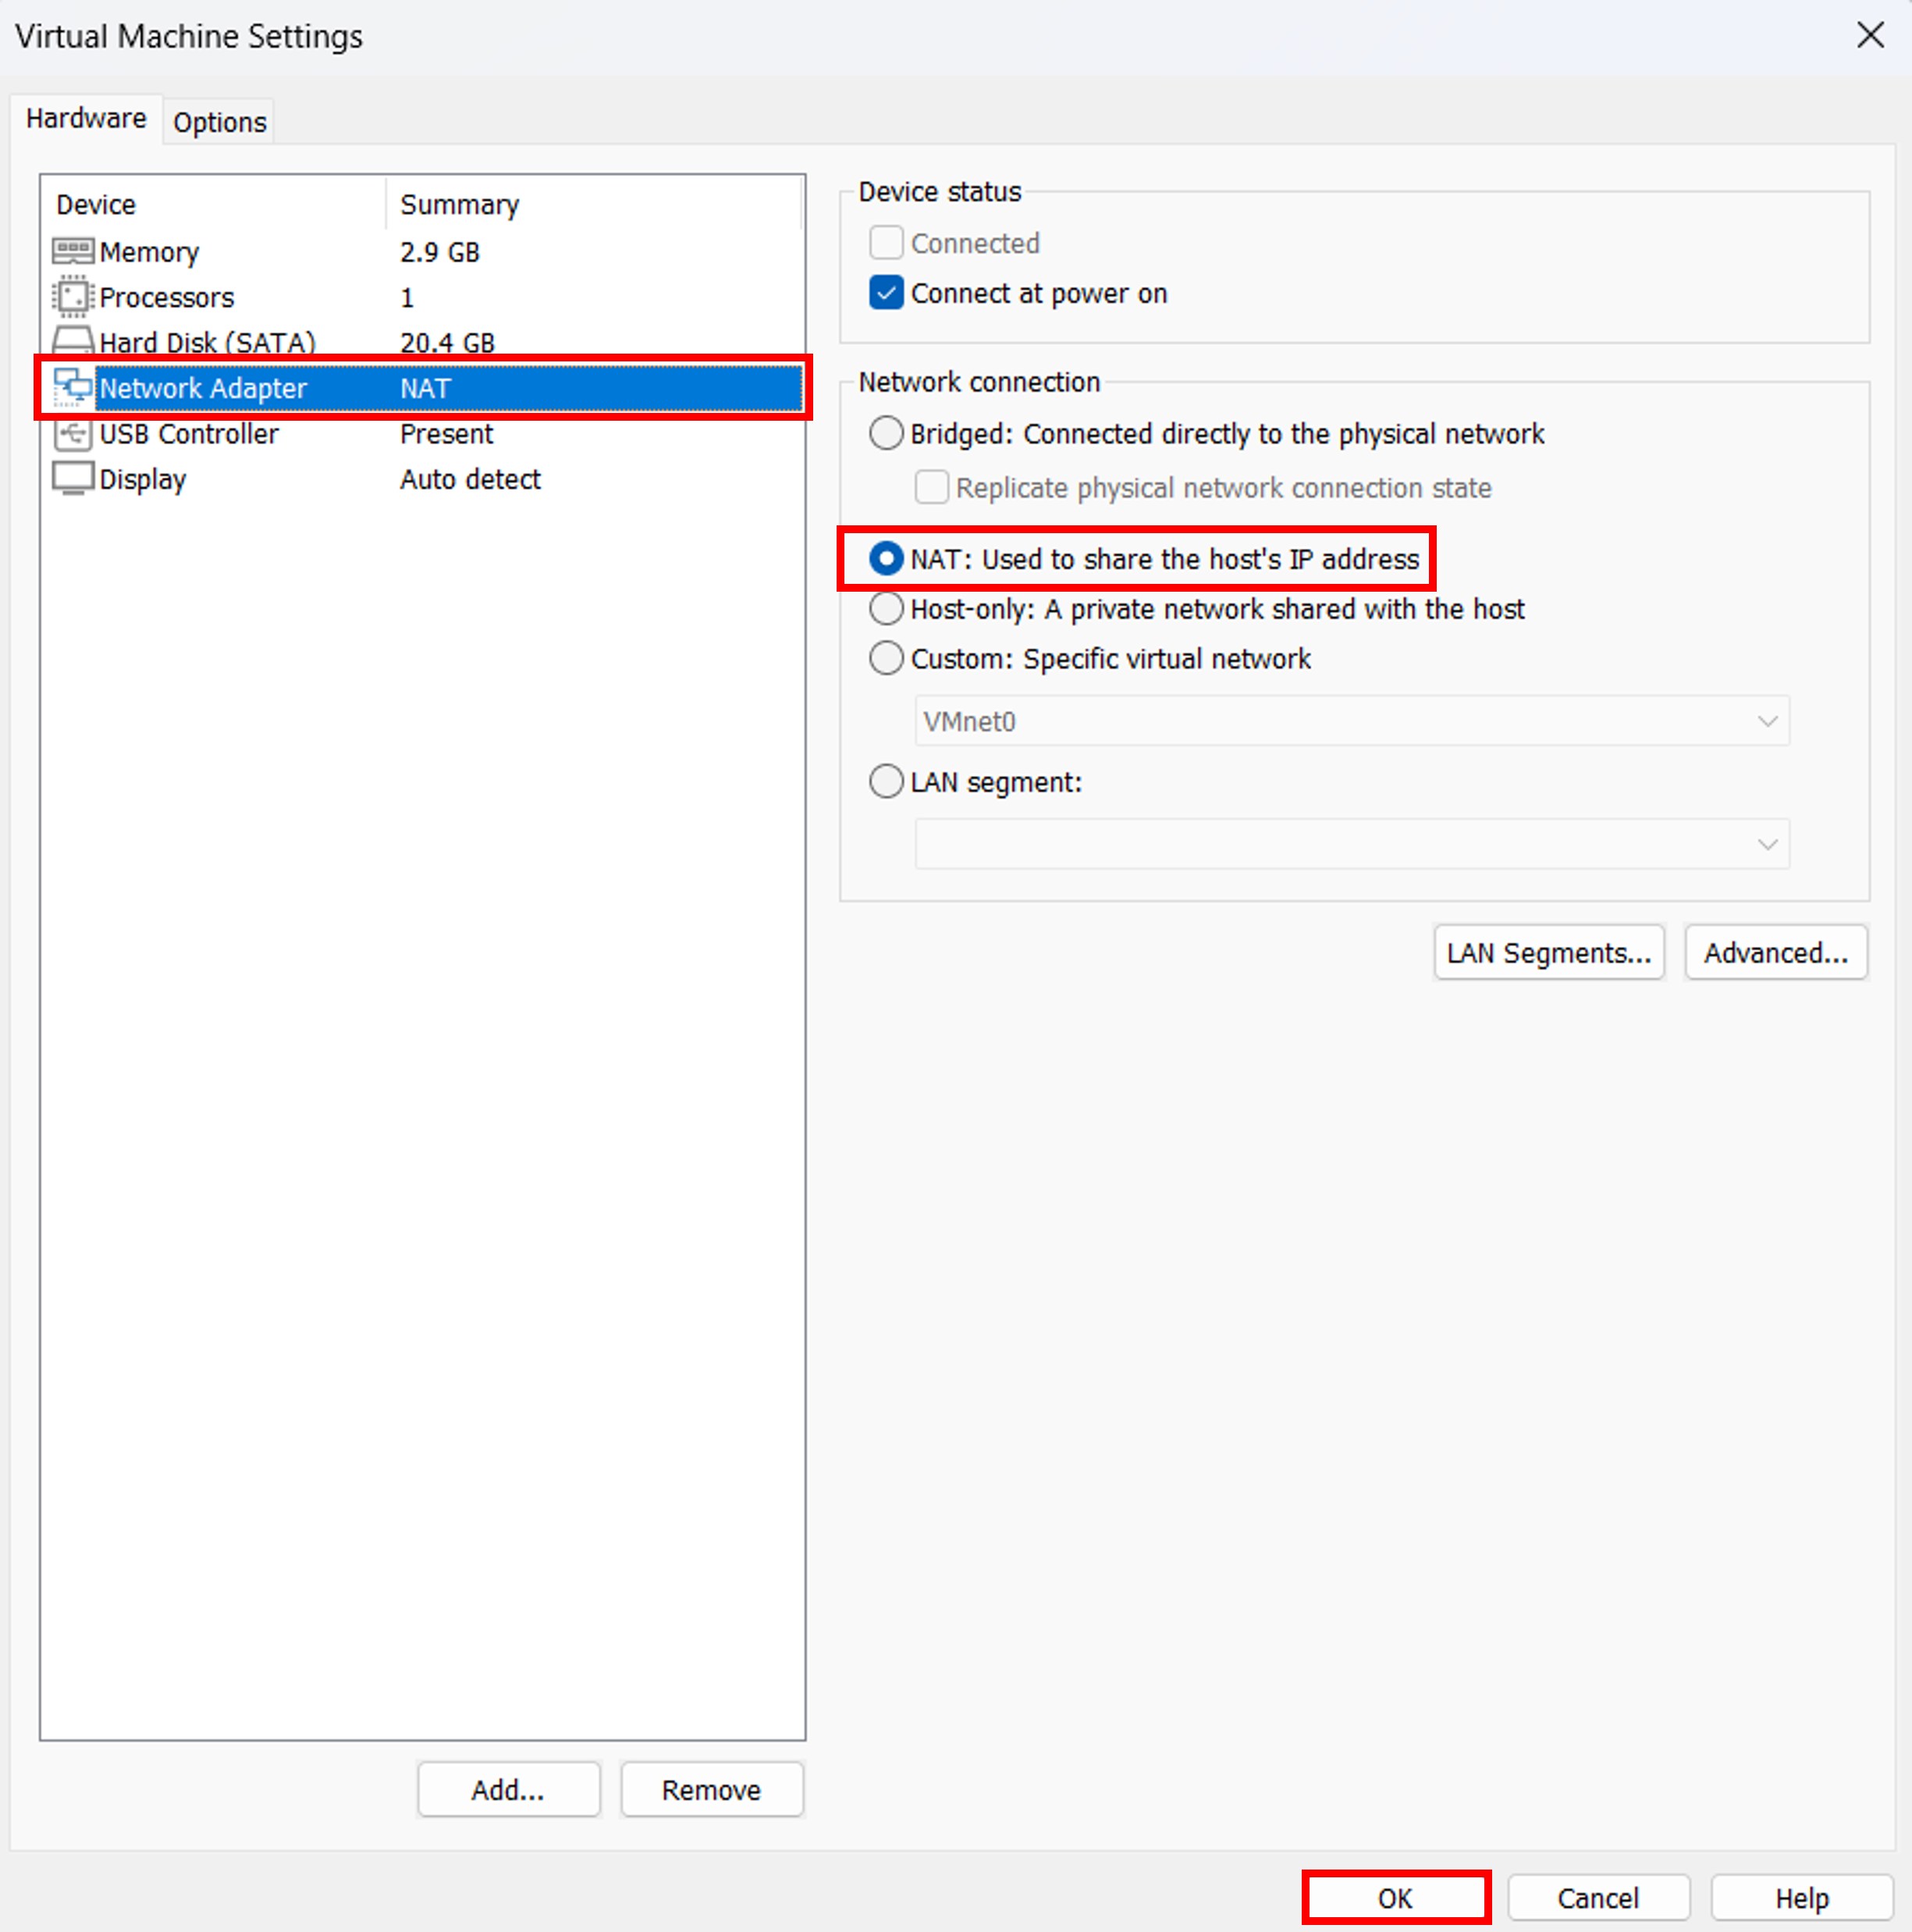 Virtual Machine Settings
Hardware
Options
Device Summary
Memory 2.9 GB
Processors 1
Hard Disk (SATA) 20.4 GB
Network Adapter NAT
USB Controller Present
Display Auto detect
Add...
Remove
Device status
Connected
Connect at power on
Network connection
Bridged: Connected directly to the physical network
Replicate physical network connection state
NAT: Used to share the host's IP address
Host-only: A private network shared with the host
Custom: Specific virtual network
VMnet0
LAN segment:
LAN Segments...
Advanced...
OK
Cancel
Help